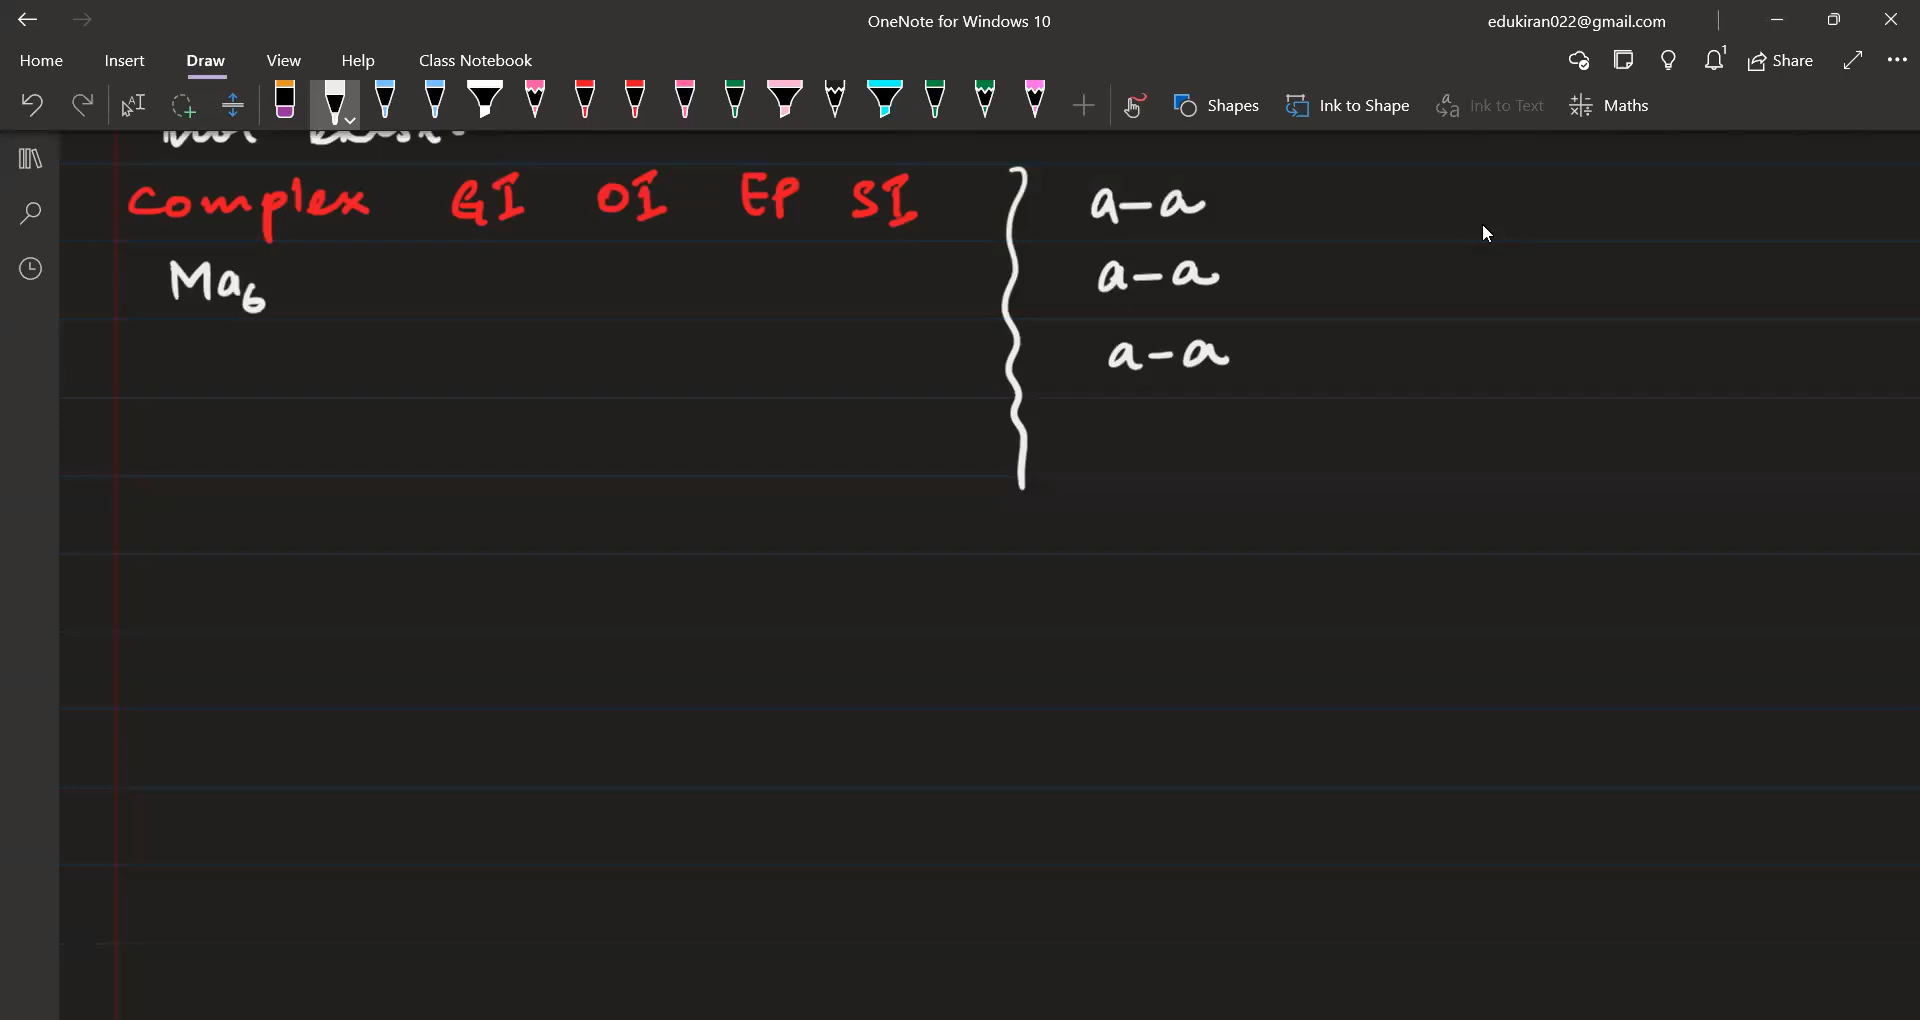 OneNote for Windows 10
edukiran022@gmail.com
Home Insert Draw View Help Class Notebook
1 Share
Shapes Ink to Shape Ink to Text Maths
Complex GI OI EP SI
Ma6
a-a
a-a
a-a